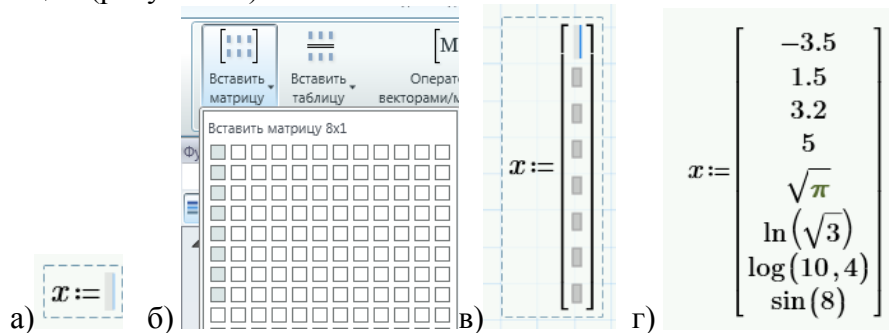 [М
Вставить Вставить Операт
матрицу таблицу векторами/м
Вставить матрицу 8x1
Фу
а) x:=
б)
в) x:=
г) x:=
-3.5
1.5
3.2
5
√π
ln(√3)
log(10,4)
sin(8)